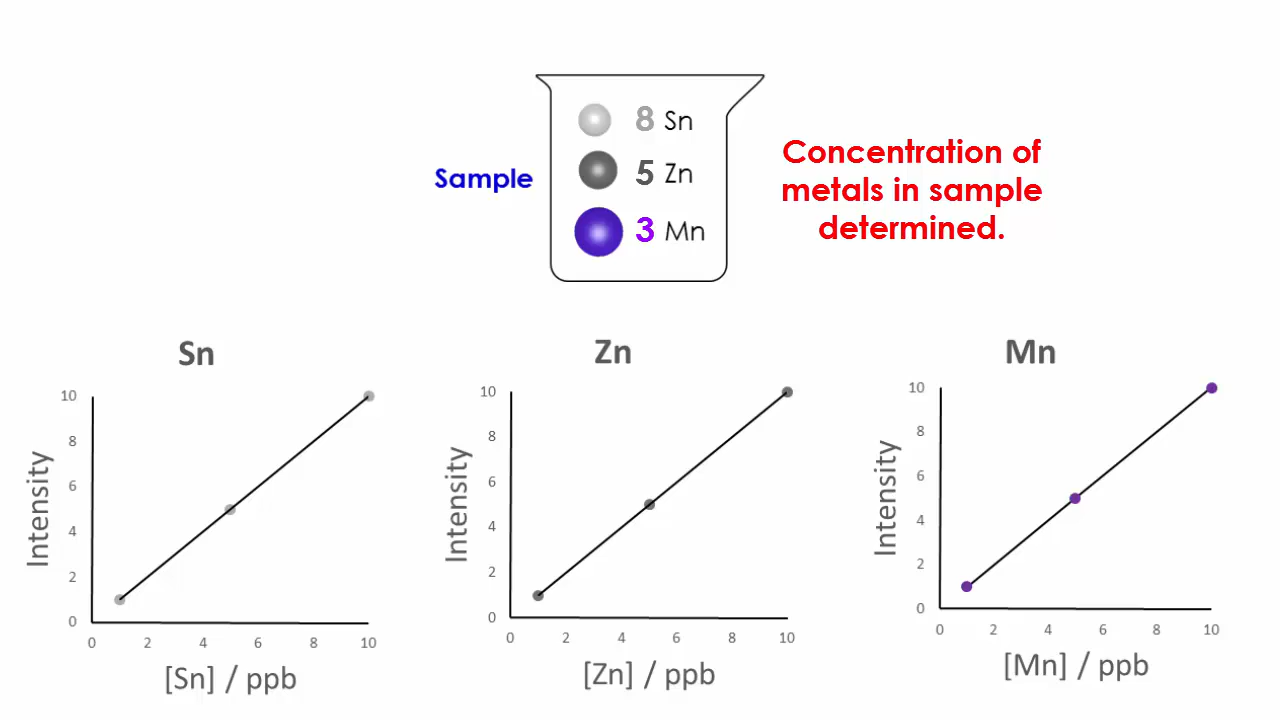 8 Sn
Sample
5 Zn
3 Mn
Concentration of
metals in sample
determined.
Sn
10
8
6
4
2
0
Intensity
0 2 4 6 8 10
[Sn] / ppb
Zn
10
8
6
4
2
0
Intensity
0 2 4 6 8 10
[Zn] / ppb
Mn
10
8
6
4
2
0
Intensity
0 2 4 6 8 10
[Mn] / ppb